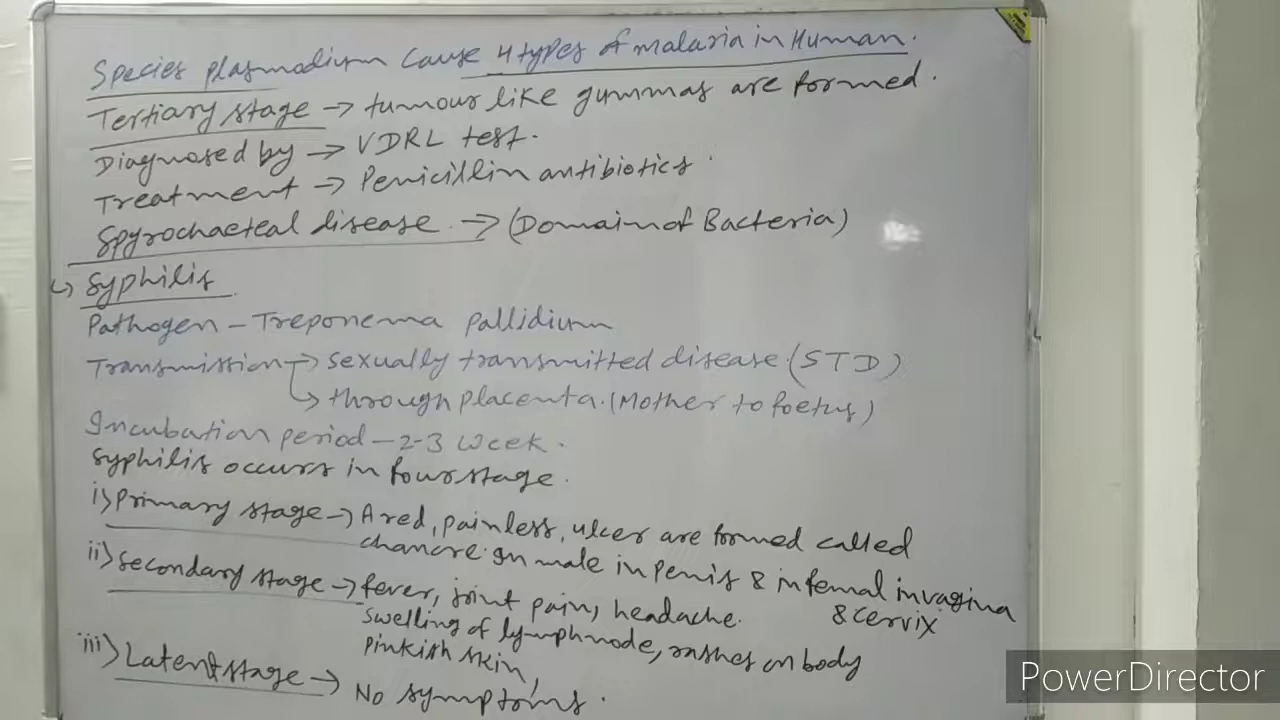 Species plasmodium cause 4 types of malaria in Human.
Tertiary stage → tumour like gummas are formed.
Diagnosed by → VDRL test.
Treatment → Penicillin antibiotics
Spyrochaeteal disease. → (Domain of Bacteria)
↳ Syphilis
Pathogen - Treponema pallidium
Transmission → Sexually transmitted disease (STD)
↳ through placenta. (Mother to foetus)
Incubation period - 2-3 week.
Syphilis occurs in four stage.
i) Primary stage → A red, painless, ulcer are formed called
chancre. In male in penis & in femal in vagina
& cervix
ii) Secondary stage → fever, joint pain, headache.
Swelling of lymphnode, rashes on body
Pinkish skin,
iii) Latent stage → No symptoms.
PowerDirector